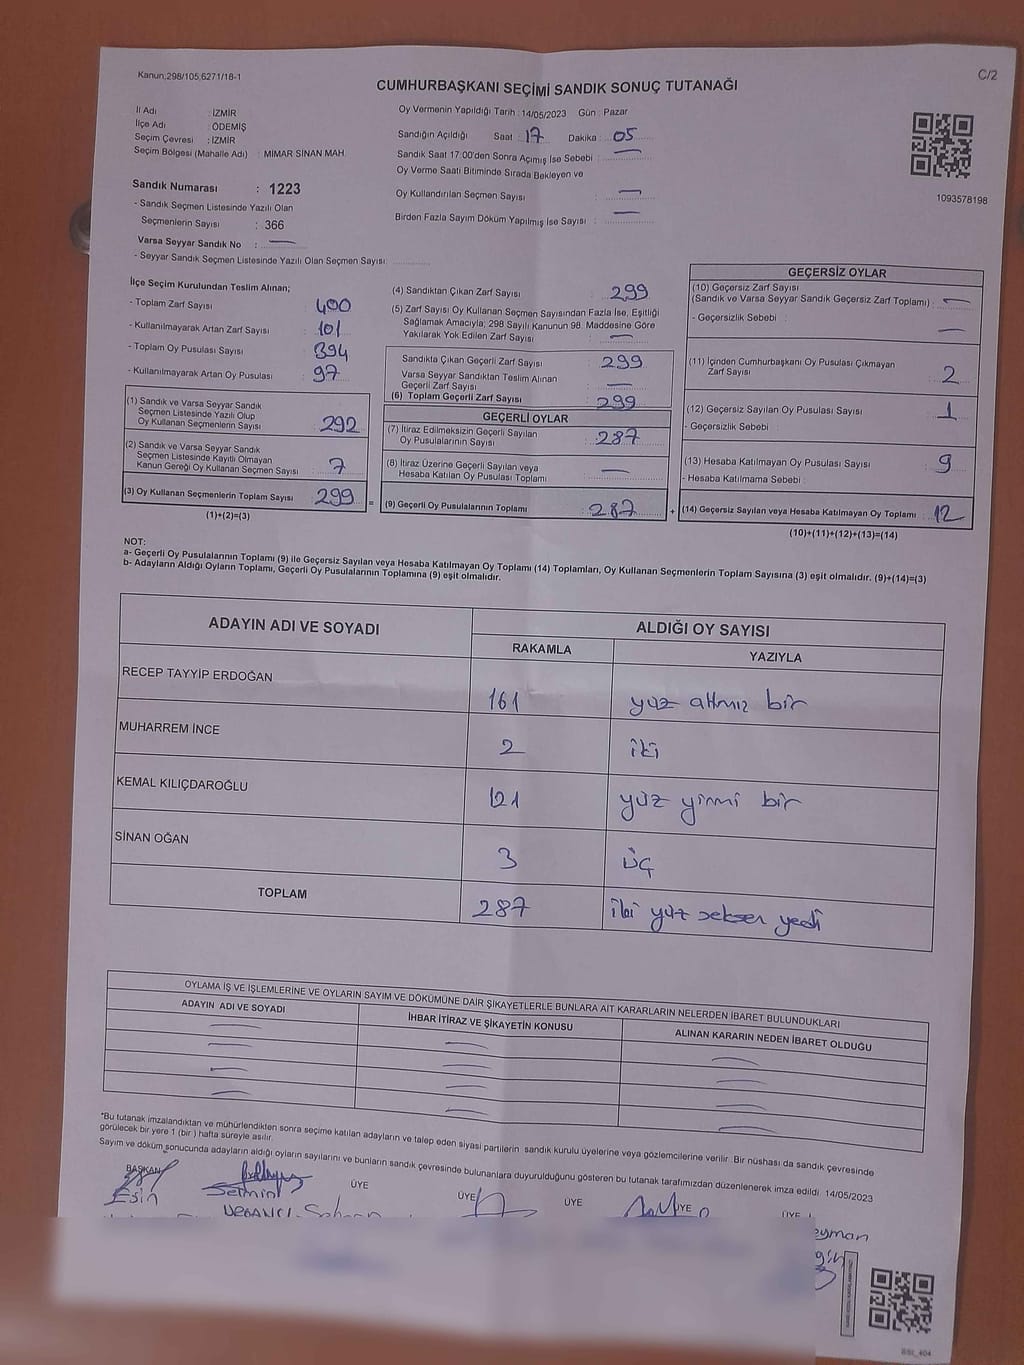 Kanun;298/105;6271/18-1
C/2
CUMHURBAŞKANI SEÇİMİ SANDIK SONUÇ TUTANAĞI
İl Adı : İZMİR
İlçe Adı : ÖDEMİŞ
Seçim Çevresi : İZMİR
Seçim Bölgesi (Mahalle Adı) : MİMAR SİNAN MAH.
Sandık Numarası : 1223
- Sandık Seçmen Listesinde Yazılı Olan
Seçmenlerin Sayısı : 366
Varsa Seyyar Sandık No : —
- Seyyar Sandık Seçmen Listesinde Yazılı Olan Seçmen Sayısı:
Oy Vermenin Yapıldığı Tarih : 14/05/2023 Gün : Pazar
Sandığın Açıldığı Saat : 17 Dakika : 05
Sandık Saat 17:00'den Sonra Açımış İse Sebebi : —
Oy Verme Saati Bitiminde Sırada Bekleyen ve
Oy Kullandırılan Seçmen Sayısı : —
Birden Fazla Sayım Döküm Yapılmış İse Sayısı : —
1093578198
İlçe Seçim Kurulundan Teslim Alınan;
- Toplam Zarf Sayısı : 400
- Kullanılmayarak Artan Zarf Sayısı : 101
- Toplam Oy Pusulası Sayısı : 394
- Kullanılmayarak Artan Oy Pusulası : 97
(1) Sandık ve Varsa Seyyar Sandık
Seçmen Listesinde Yazılı Olup
Oy Kullanan Seçmenlerin Sayısı : 292
(2) Sandık ve Varsa Seyyar Sandık
Seçmen Listesinde Kayıtlı Olmayan
Kanun Gereği Oy Kullanan Seçmen Sayısı : 7
(3) Oy Kullanan Seçmenlerin Toplam Sayısı : 299 =
(1)+(2)=(3)
(4) Sandıktan Çıkan Zarf Sayısı : 299
(5) Zarf Sayısı Oy Kullanan Seçmen Sayısından Fazla İse, Eşitliği
Sağlamak Amacıyla; 298 Sayılı Kanunun 98. Maddesine Göre
Yakılarak Yok Edilen Zarf Sayısı : —
Sandıkta Çıkan Geçerli Zarf Sayısı : 299
Varsa Seyyar Sandıktan Teslim Alınan
Geçerli Zarf Sayısı : —
(6) Toplam Geçerli Zarf Sayısı : 299
GEÇERLİ OYLAR
(7) İtiraz Edilmeksizin Geçerli Sayılan
Oy Pusulalarının Sayısı : 287
(8) İtiraz Üzerine Geçerli Sayılan veya
Hesaba Katılan Oy Pusulası Toplamı : —
(9) Geçerli Oy Pusulalarının Toplamı : 287 +
GEÇERSİZ OYLAR
(10) Geçersiz Zarf Sayısı
(Sandık ve Varsa Seyyar Sandık Geçersiz Zarf Toplamı) : —
- Geçersizlik Sebebi : —
(11) İçinden Cumhurbaşkanı Oy Pusulası Çıkmayan
Zarf Sayısı : 2
(12) Geçersiz Sayılan Oy Pusulası Sayısı : 1
- Geçersizlik Sebebi :
(13) Hesaba Katılmayan Oy Pusulası Sayısı : 9
- Hesaba Katılmama Sebebi :
(14) Geçersiz Sayılan veya Hesaba Katılmayan Oy Toplamı : 12
(10)+(11)+(12)+(13)=(14)
NOT:
a- Geçerli Oy Pusulalarının Toplamı (9) ile Geçersiz Sayılan veya Hesaba Katılmayan Oy Toplamı (14) Toplamları, Oy Kullanan Seçmenlerin Toplam Sayısına (3) eşit olmalıdır. (9)+(14)=(3)
b- Adayların Aldığı Oyların Toplamı, Geçerli Oy Pusulalarının Toplamına (9) eşit olmalıdır.
ADAYIN ADI VE SOYADI
ALDIĞI OY SAYISI
RAKAMLA YAZIYLA
RECEP TAYYİP ERDOĞAN 161 yüz altmış bir
MUHARREM İNCE 2 iki
KEMAL KILIÇDAROĞLU 121 yüz yirmi bir
SİNAN OĞAN 3 üç
TOPLAM 287 iki yüz seksen yedi
OYLAMA İŞ VE İŞLEMLERİNE VE OYLARIN SAYIM VE DÖKÜMÜNE DAİR ŞİKAYETLERLE BUNLARA AİT KARARLARIN NELERDEN İBARET BULUNDUKLARI
ADAYIN ADI VE SOYADI İHBAR İTİRAZ VE ŞİKAYETİN KONUSU ALINAN KARARIN NEDEN İBARET OLDUĞU
*Bu tutanak imzalandıktan ve mühürlendikten sonra seçime katılan adayların ve talep eden siyasi partilerin sandık kurulu üyelerine veya gözlemcilerine verilir. Bir nüshası da sandık çevresinde
görülecek bir yere 1 (bir) hafta süreyle asılır.
Sayım ve döküm sonucunda adayların aldığı oyların sayılarını ve bunların sandık çevresinde bulunanlara duyurulduğunu gösteren bu tutanak tarafımızdan düzenlenerek imza edildi. 14/05/2023
BAŞKAN ÜYE ÜYE ÜYE ÜYE ÜYE
Esin